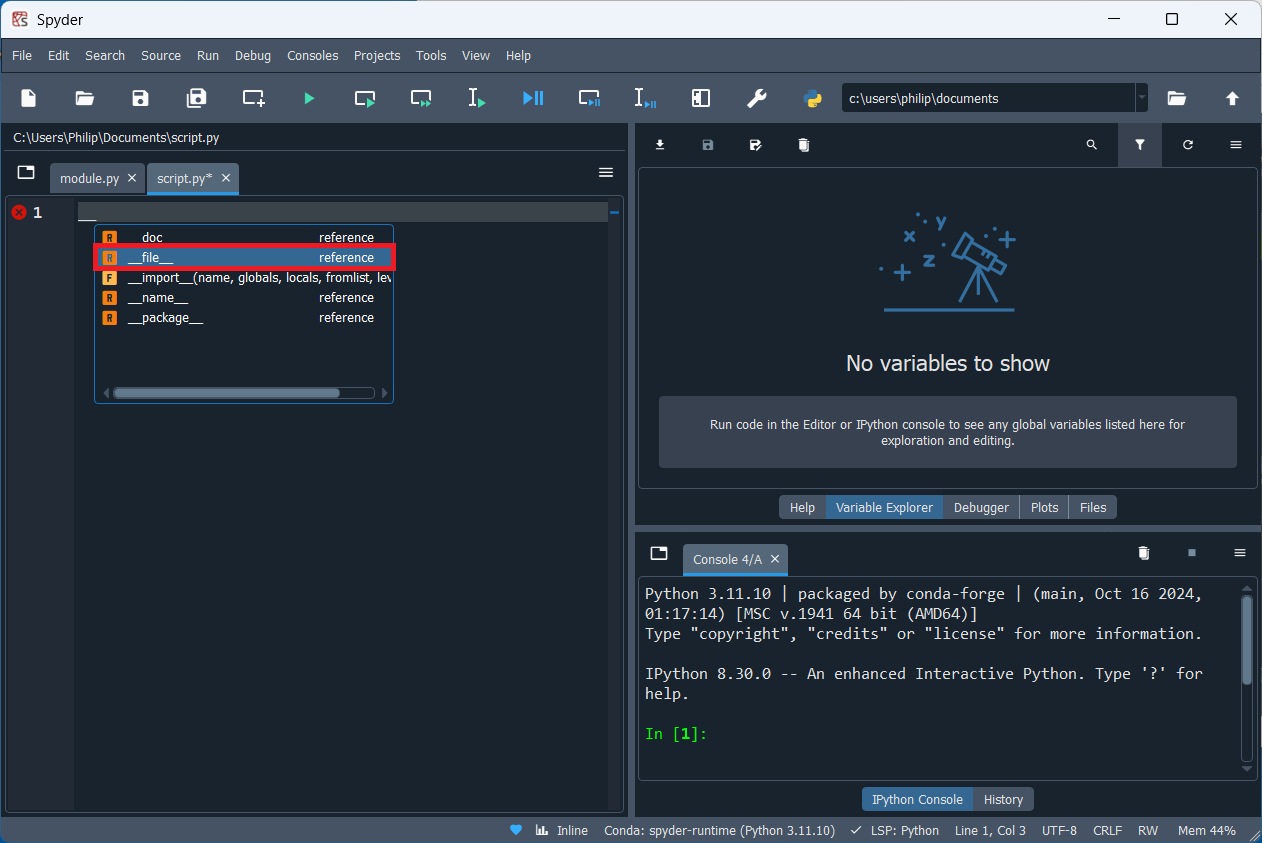 Spyder
File Edit Search Source Run Debug Consoles Projects Tools View Help
c:\users\philip\documents
C:\Users\Philip\Documents\script.py
module.py
script.py*
1
__
__doc__ reference
__file__ reference
__import__(name, globals, locals, fromlist, lev
__name__ reference
__package__ reference
x y z
No variables to show
Run code in the Editor or IPython console to see any global variables listed here for
exploration and editing.
Help Variable Explorer Debugger Plots Files
Console 4/A
Python 3.11.10 | packaged by conda-forge | (main, Oct 16 2024,
01:17:14) [MSC v.1941 64 bit (AMD64)]
Type "copyright", "credits" or "license" for more information.
IPython 8.30.0 -- An enhanced Interactive Python. Type '?' for
help.
In [1]:
IPython Console History
Inline Conda: spyder-runtime (Python 3.11.10) LSP: Python Line 1, Col 3 UTF-8 CRLF RW Mem 44%